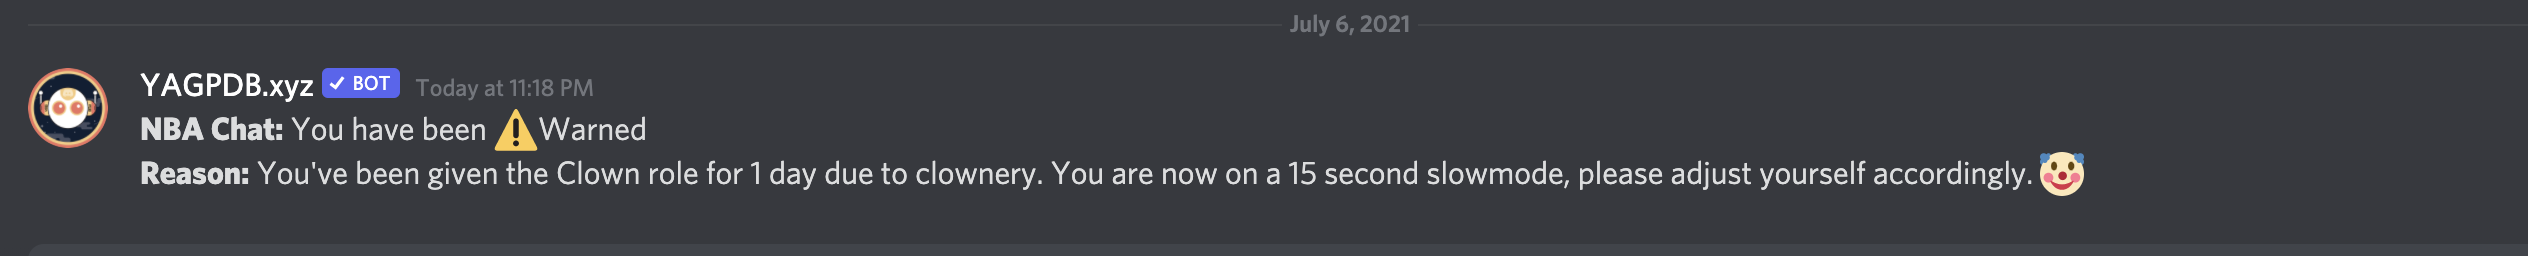 July 6, 2021
YAGPDB.xyz ✓ BOT Today at 11:18 PM
NBA Chat: You have been ⚠️Warned
Reason: You've been given the Clown role for 1 day due to clownery. You are now on a 15 second slowmode, please adjust yourself accordingly. 🤡